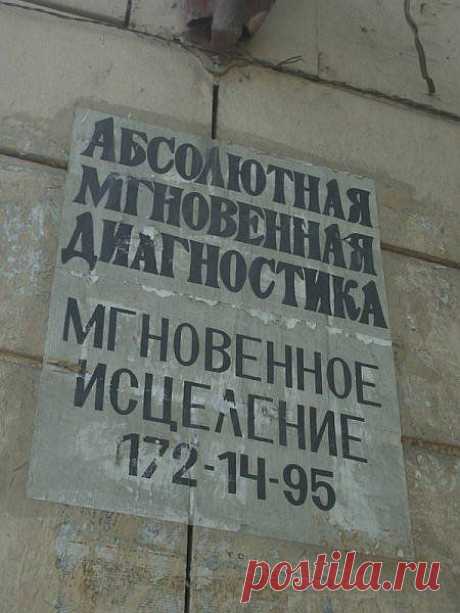 АБСОЛЮТНАЯ
МГНОВЕННАЯ
ДИАГНОСТИКА
МГНОВЕННОЕ
ИСЦЕЛЕНИЕ
172-14-95
postila.ru